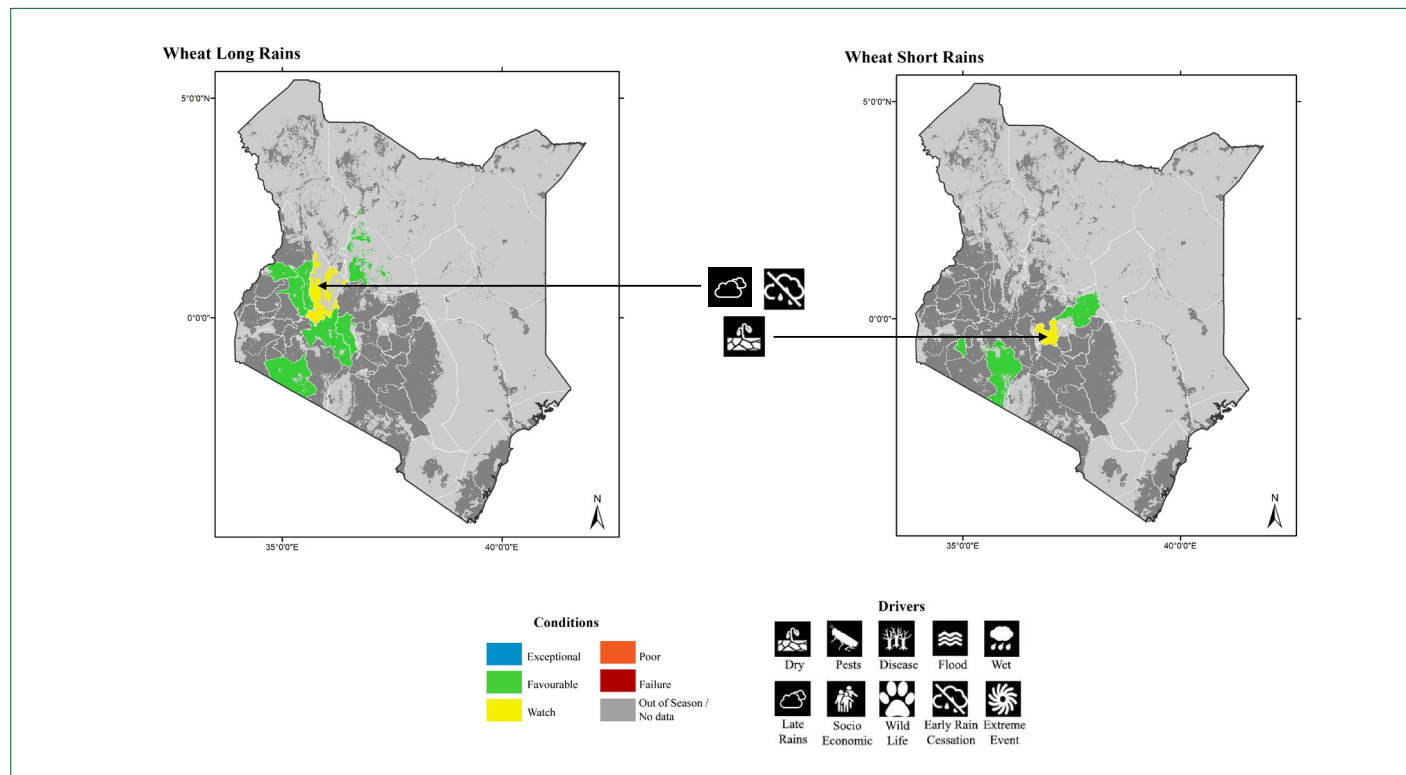 Wheat Long Rains
5°0'0"N
0°0'0"
35°0'0"E
40°0'0"E
N
Wheat Short Rains
5°0'0"N
0°0'0"
35°0'0"E
40°0'0"E
N
Conditions
Exceptional
Favourable
Watch
Poor
Failure
Out of Season /
No data
Drivers
Dry
Pests
Disease
Flood
Wet
Late
Rains
Socio
Economic
Wild
Life
Early Rain
Cessation
Extreme
Event